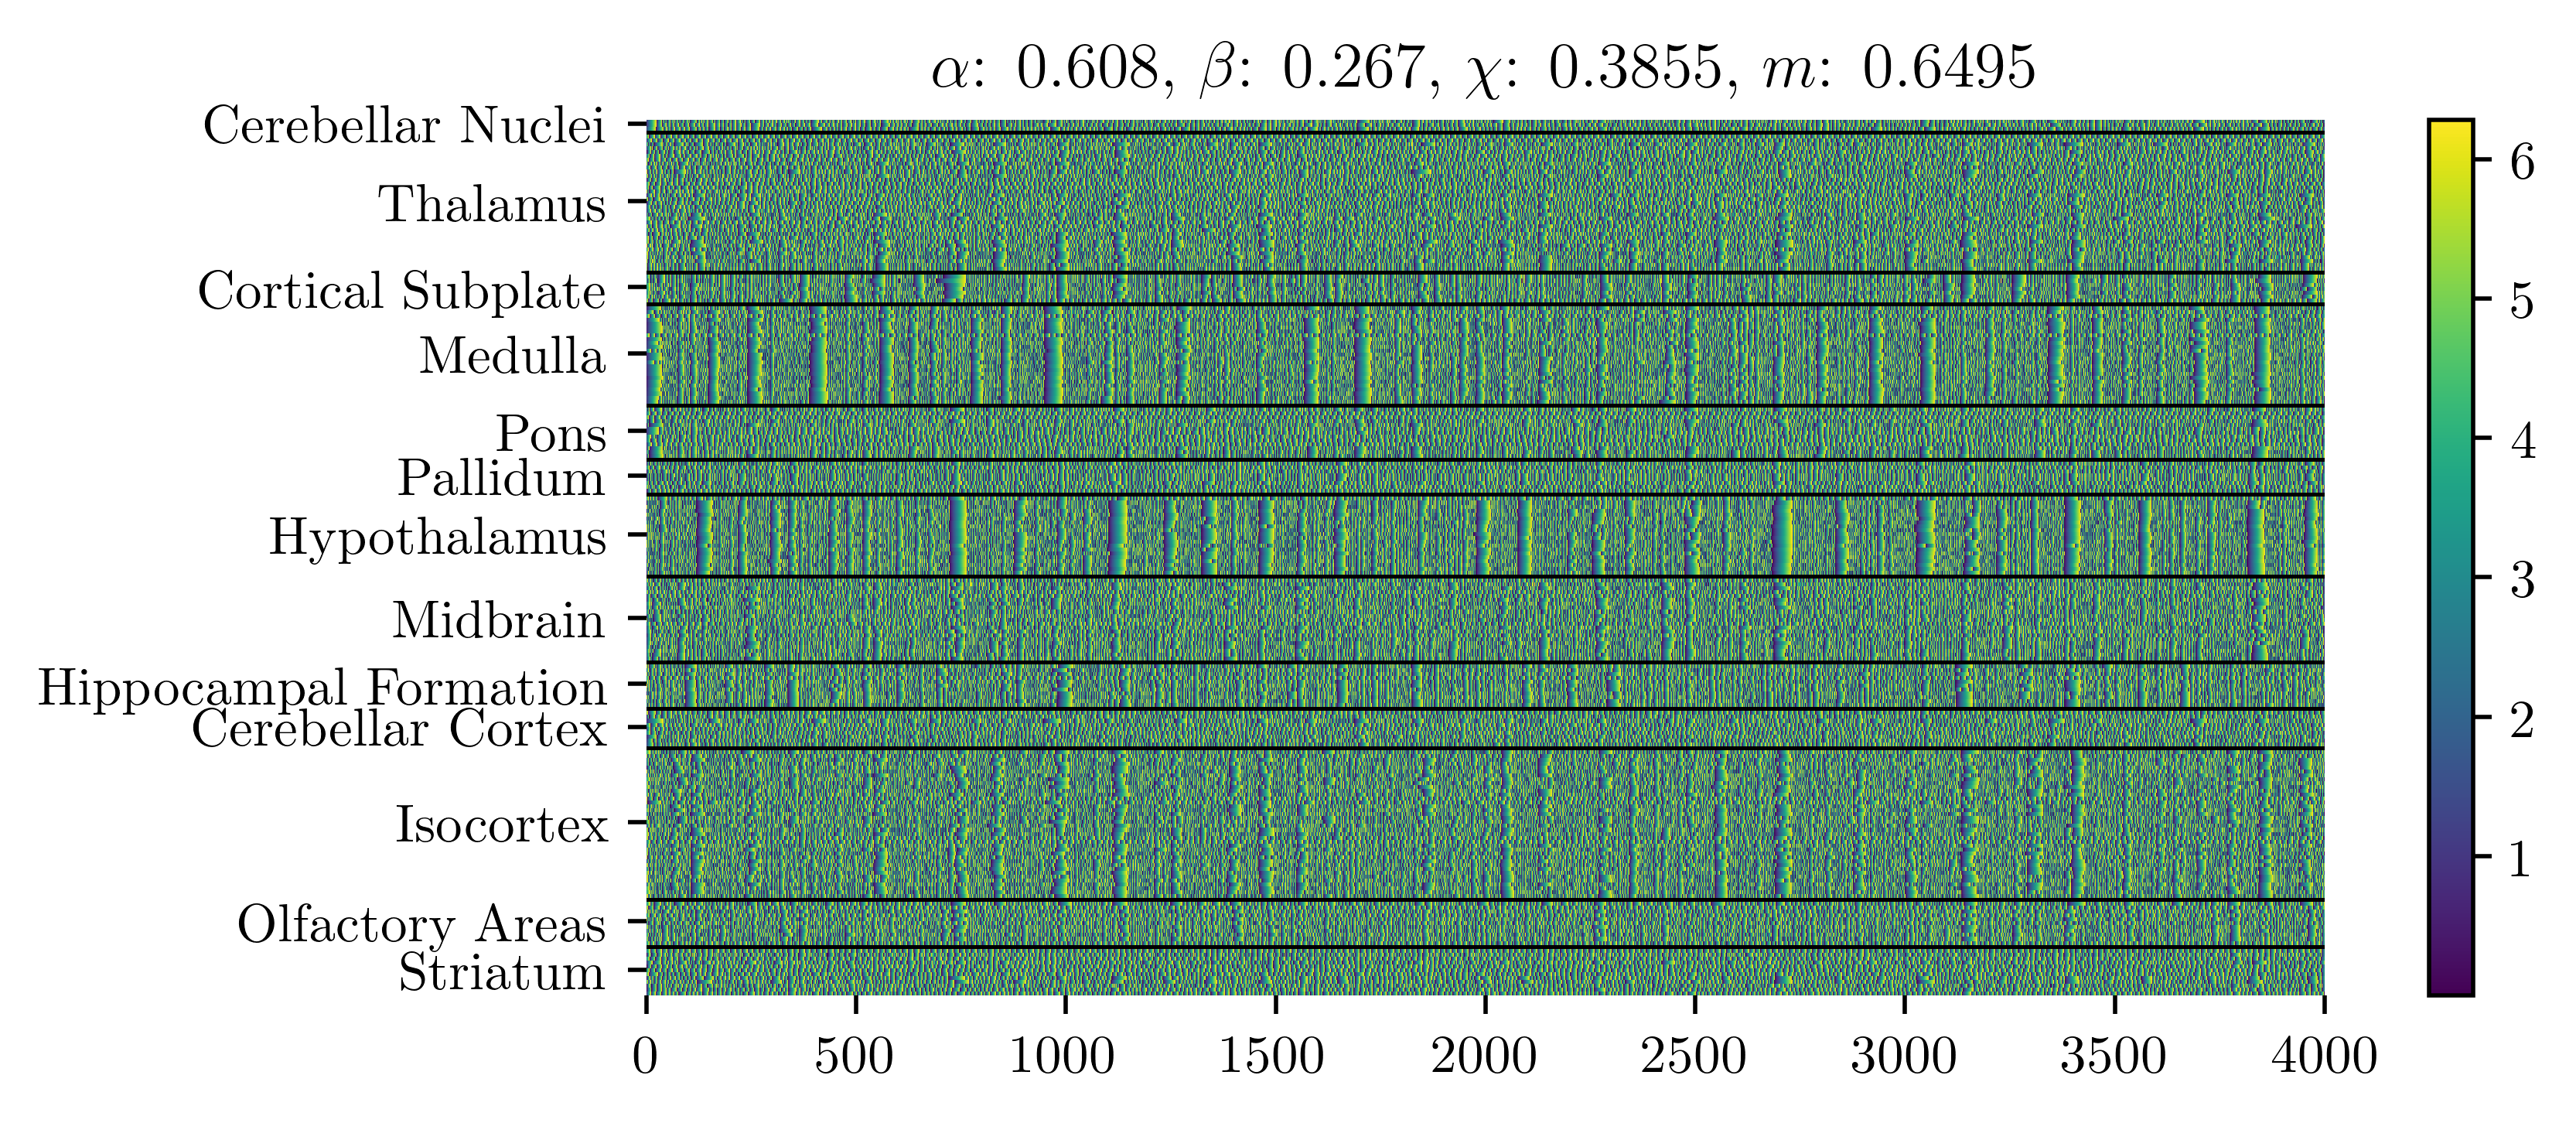 α: 0.608, β: 0.267, χ: 0.3855, m: 0.6495
Cerebellar Nuclei
Thalamus
Cortical Subplate
Medulla
Pons
Pallidum
Hypothalamus
Midbrain
Hippocampal Formation
Cerebellar Cortex
Isocortex
Olfactory Areas
Striatum
0 500 1000 1500 2000 2500 3000 3500 4000
6
5
4
3
2
1